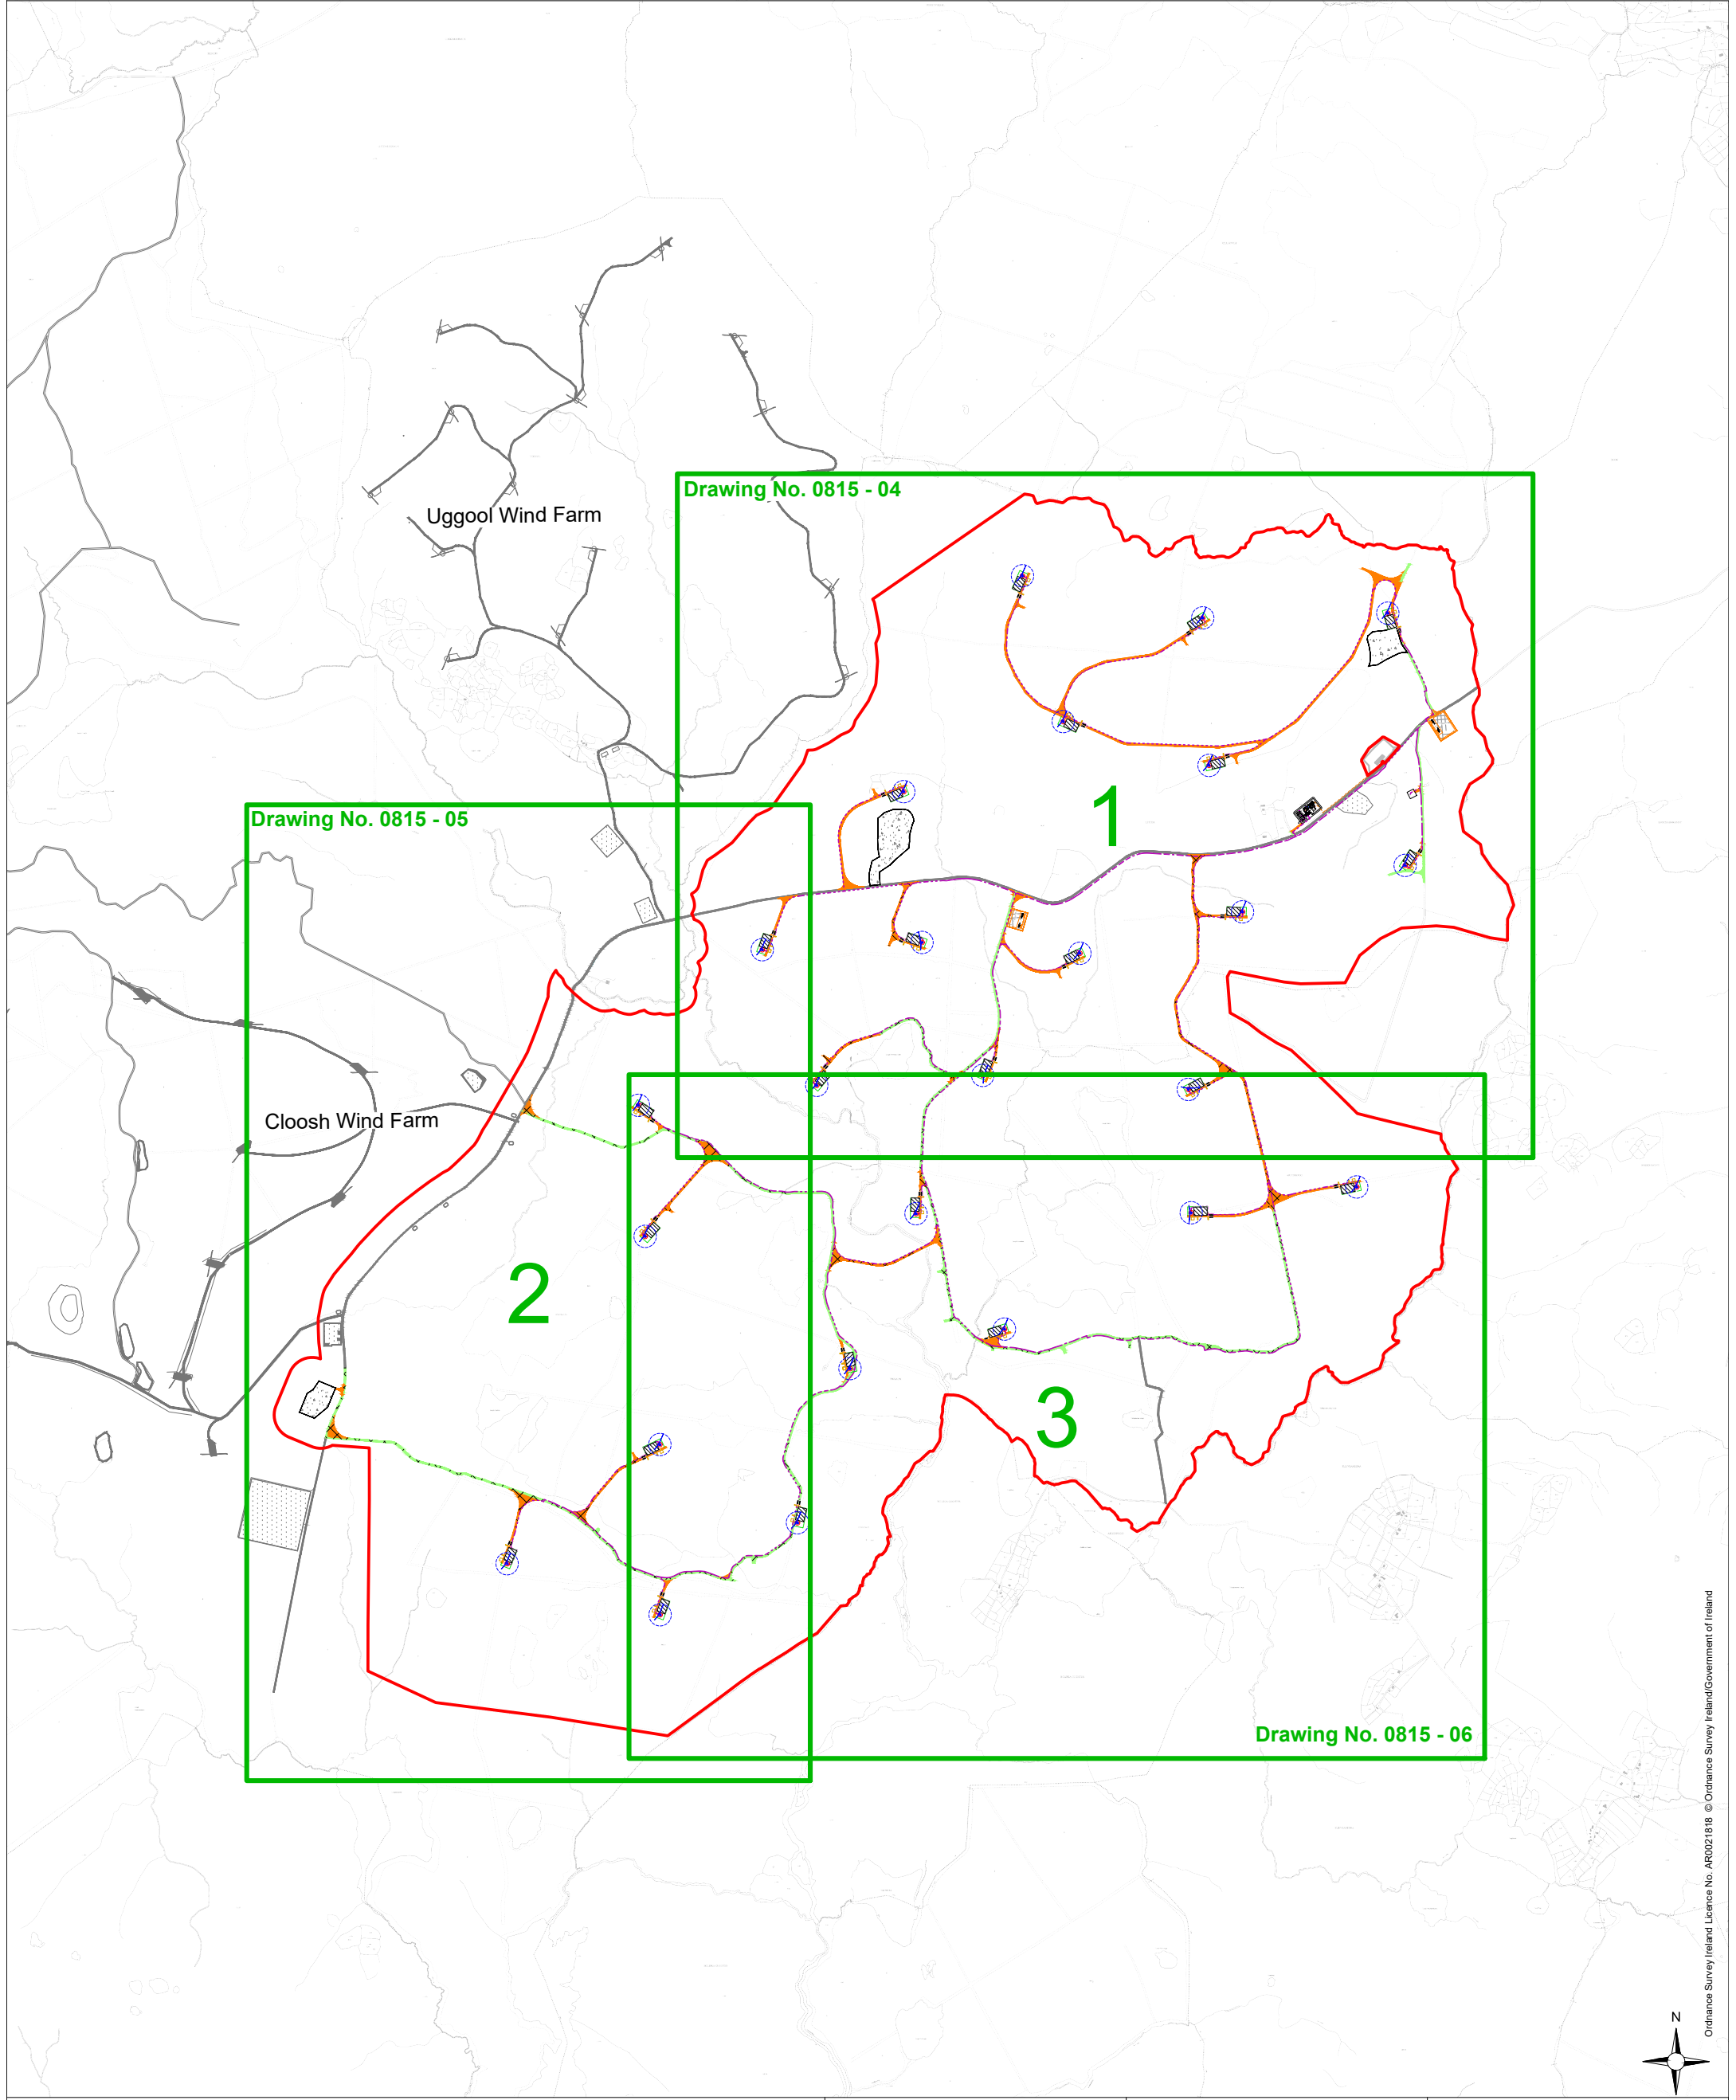 Drawing No. 0815 - 04
Uggool Wind Farm
1
Drawing No. 0815 - 05
Cloosh Wind Farm
2
3
Drawing No. 0815 - 06
Ordnance Survey Ireland Licence No. AR0021818 © Ordnance Survey Ireland/Government of Ireland
N